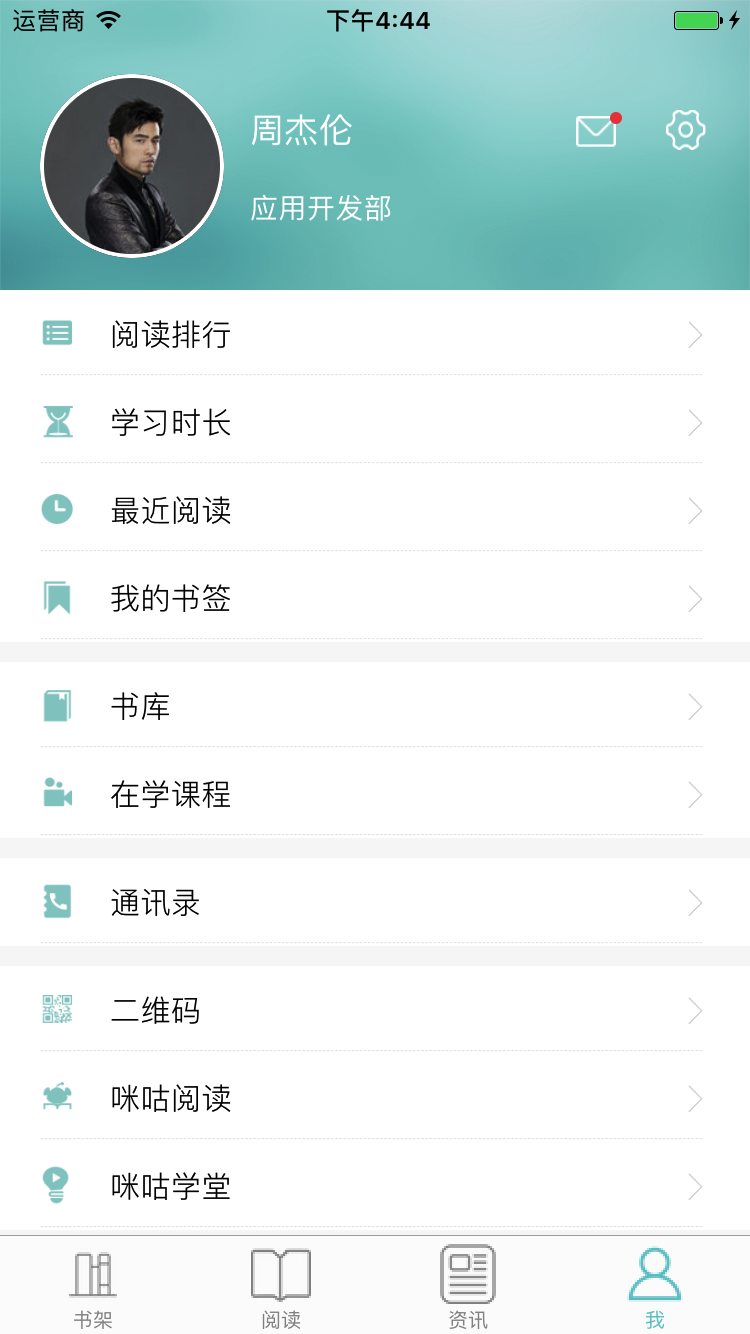 运营商
下午4:44
周杰伦
应用开发部
阅读排行
学习时长
最近阅读
我的书签
书库
在学课程
通讯录
二维码
咪咕阅读
咪咕学堂
书架
阅读
资讯
我